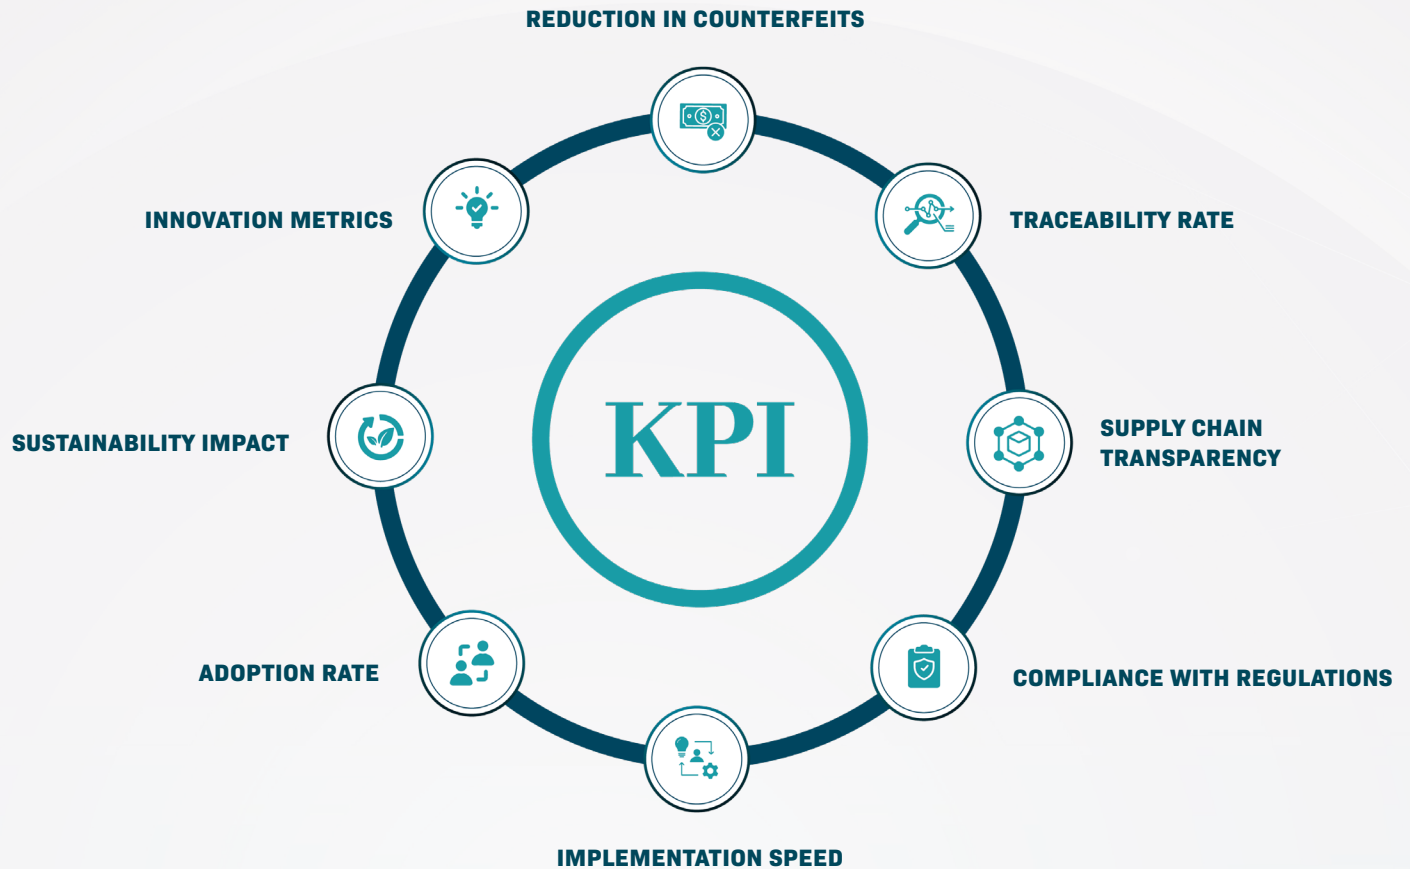 REDUCTION IN COUNTERFEITS
INNOVATION METRICS
TRACEABILITY RATE
KPI
SUSTAINABILITY IMPACT
SUPPLY CHAIN
TRANSPARENCY
ADOPTION RATE
COMPLIANCE WITH REGULATIONS
IMPLEMENTATION SPEED